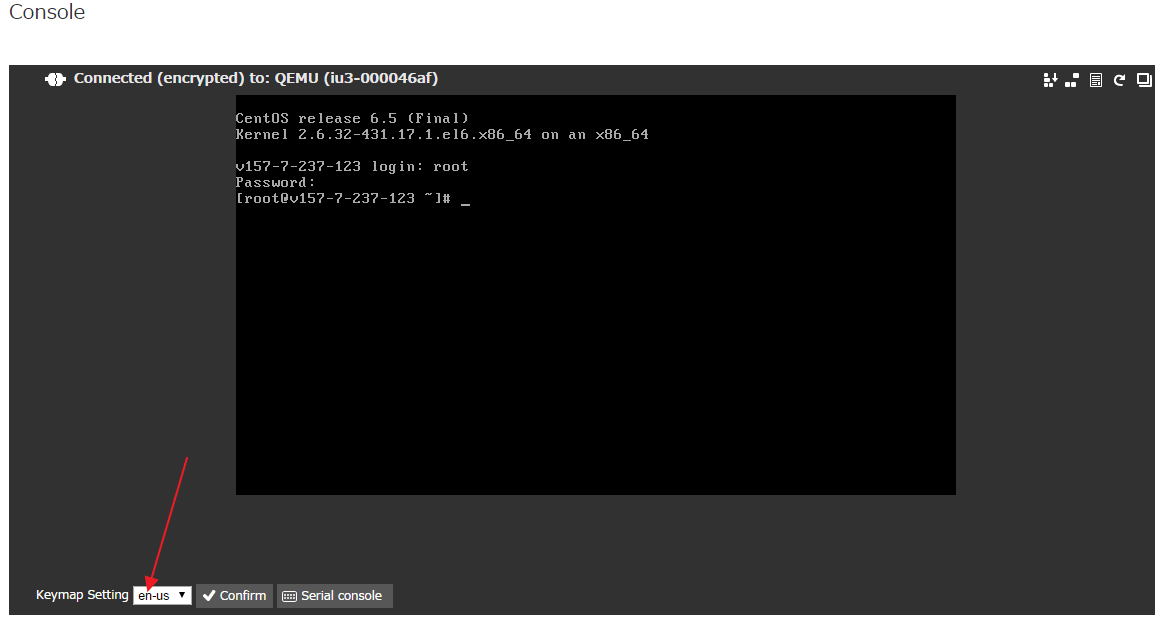 Console
Connected (encrypted) to: QEMU (iu3-000046af)
CentOS release 6.5 (Final)
Kernel 2.6.32-431.17.1.el6.x86_64 on an x86_64
v157-7-237-123 login: root
Password:
[root@v157-7-237-123 ~]# _
Keymap Setting en-us Confirm Serial console